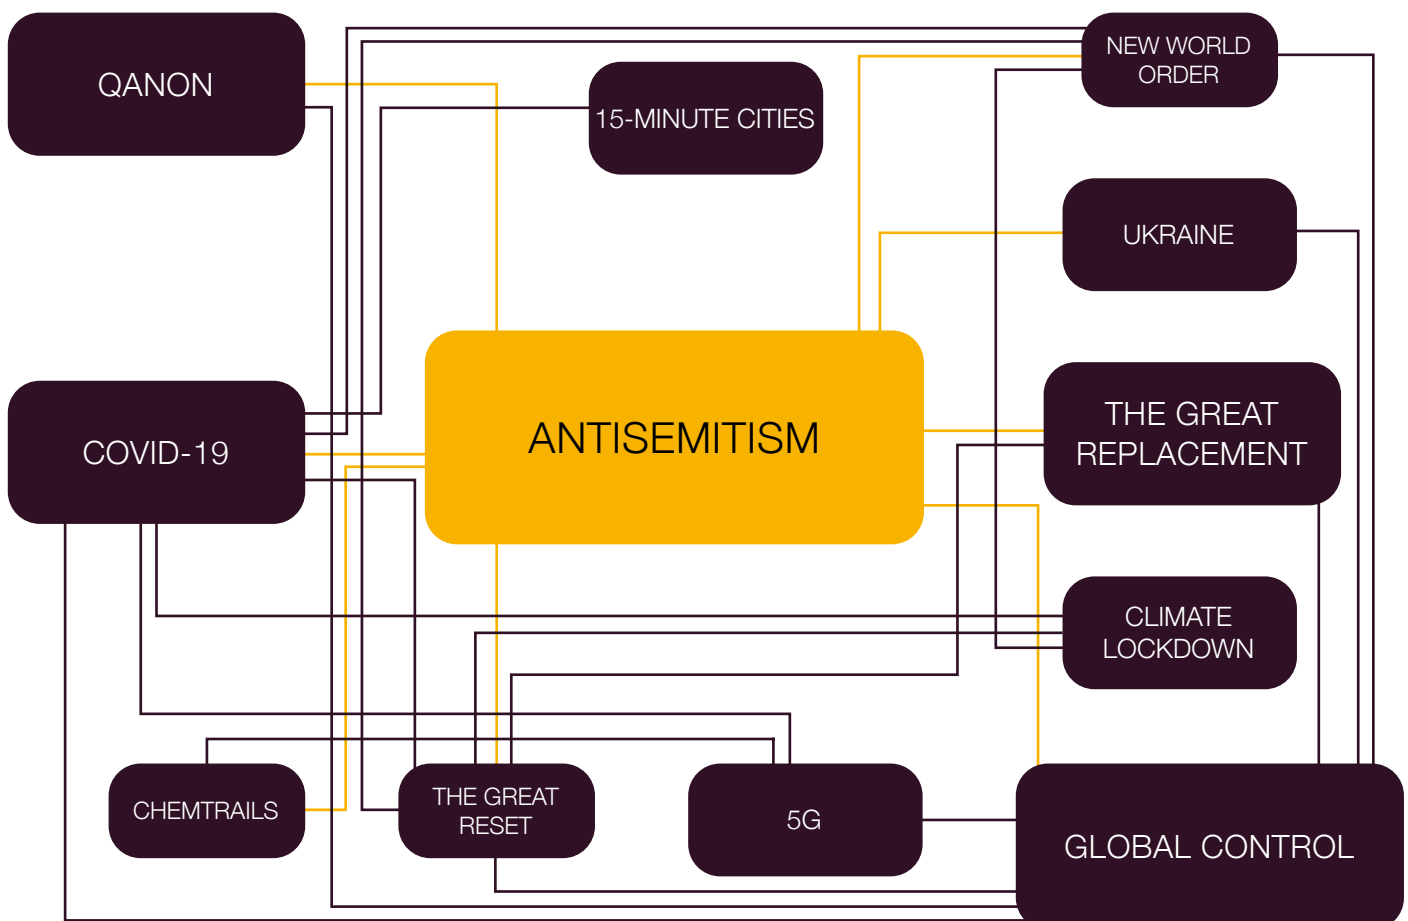 QANON
15-MINUTE CITIES
NEW WORLD
ORDER
UKRAINE
ANTISEMITISM
COVID-19
THE GREAT
REPLACEMENT
CLIMATE
LOCKDOWN
CHEMTRAILS
THE GREAT
RESET
5G
GLOBAL CONTROL